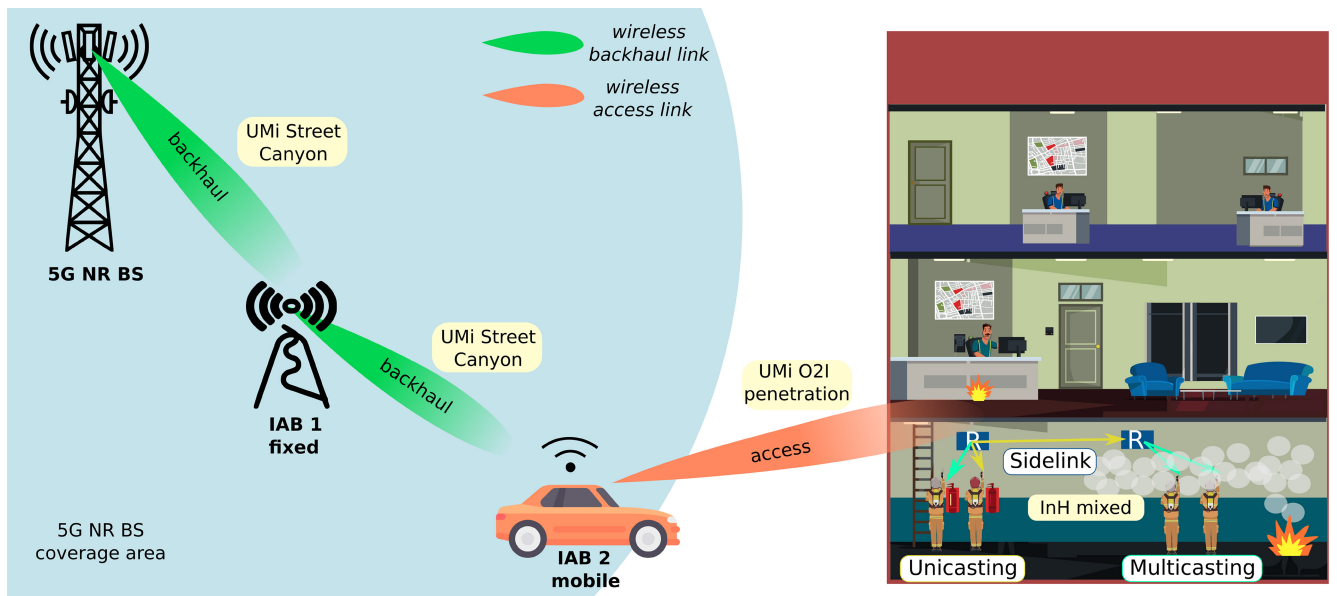 wireless
backhaul link
wireless
access link
backhaul
UMi Street
Canyon
5G NR BS
IAB 1
fixed
backhaul
UMi Street
Canyon
5G NR BS
coverage area
IAB 2
mobile
access
UMi O2I
penetration
R
R
Sidelink
InH mixed
Unicasting
Multicasting